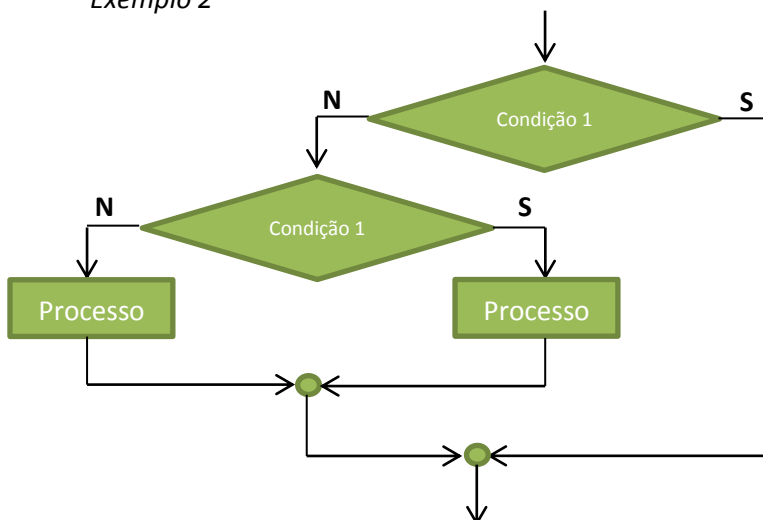 Exemplo 2
N
Condição 1
S
N
Condição 1
S
Processo
Processo